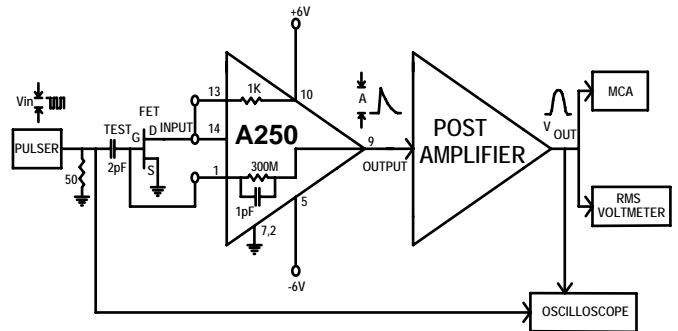 +6V
Vin
13
1K
10
A
FET
V OUT
MCA
TEST
G
D
INPUT
14
A250
9
POST
AMPLIFIER
PULSER
S
300M
OUTPUT
50
2pF
1
1pF
5
7,2
RMS
VOLTMETER
-6V
OSCILLOSCOPE